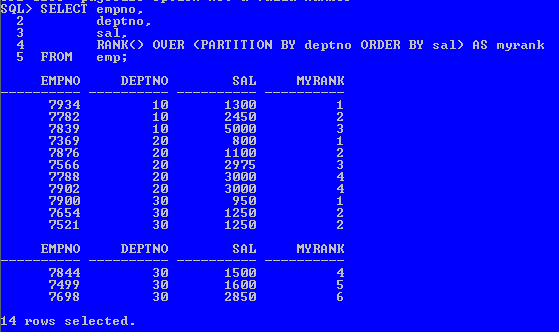 SQL> SELECT empno,
  2         deptno,
  3         sal,
  4         RANK() OVER (PARTITION BY deptno ORDER BY sal) AS myrank
  5  FROM   emp;
     EMPNO     DEPTNO        SAL     MYRANK
---------- ---------- ---------- ----------
      7934         10       1300          1
      7782         10       2450          2
      7839         10       5000          3
      7369         20        800          1
      7876         20       1100          2
      7566         20       2975          3
      7788         20       3000          4
      7902         20       3000          4
      7900         30        950          1
      7654         30       1250          2
      7521         30       1250          2
     EMPNO     DEPTNO        SAL     MYRANK
---------- ---------- ---------- ----------
      7844         30       1500          4
      7499         30       1600          5
      7698         30       2850          6
14 rows selected.